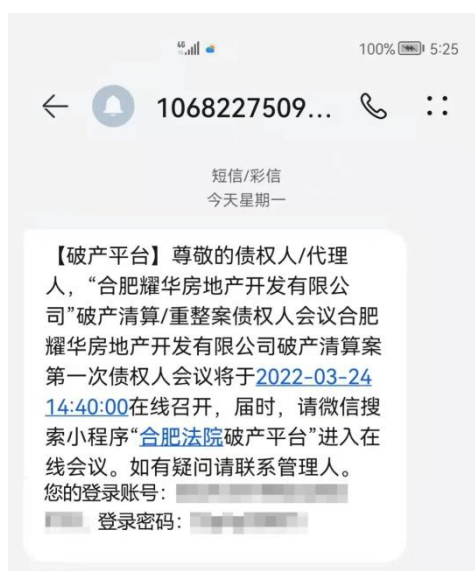 4G 100% 5:25
1068227509...
短信/彩信
今天星期一
【破产平台】尊敬的债权人/代理
人，“合肥耀华房地产开发有限公
司”破产清算/重整案债权人会议合肥
耀华房地产开发有限公司破产清算案
第一次债权人会议将于2022-03-24
14:40:00在线召开，届时，请微信搜
索小程序“合肥法院破产平台”进入在
线会议。如有疑问请联系管理人。
您的登录账号：
登录密码：